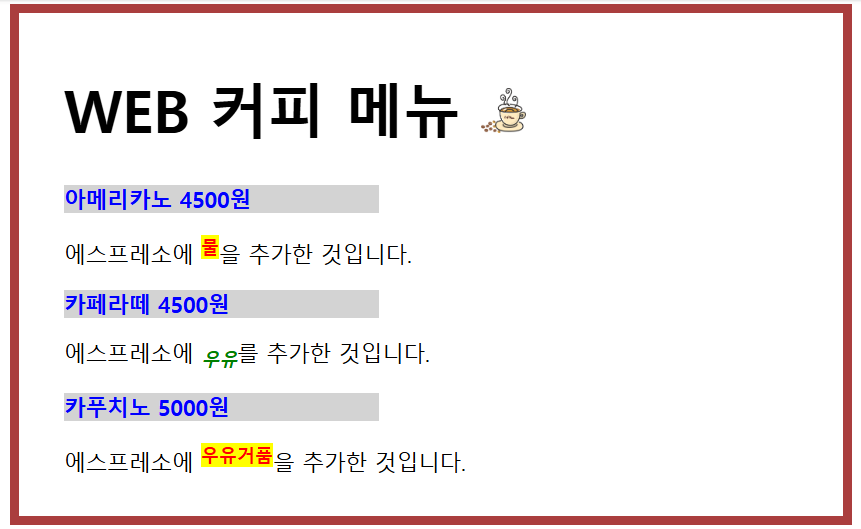 WEB 커피 메뉴
아메리카노 4500원
에스프레소에 물을 추가한 것입니다.
카페라떼 4500원
에스프레소에 우유를 추가한 것입니다.
카푸치노 5000원
에스프레소에 우유거품을 추가한 것입니다.